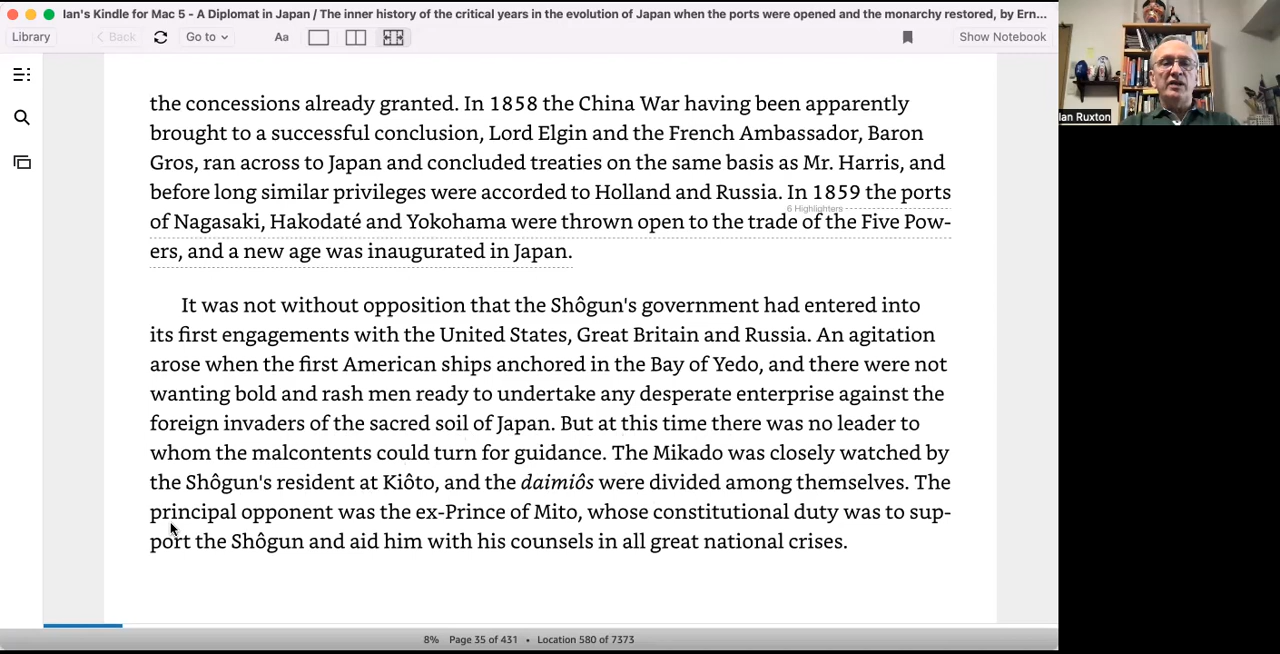 Ian's Kindle for Mac 5 - A Diplomat in Japan / The inner history of the critical years in the evolution of Japan when the ports were opened and the monarchy restored, by Ern...
Library
Back
Go to
Aa
Show Notebook
the concessions already granted. In 1858 the China War having been apparently
brought to a successful conclusion, Lord Elgin and the French Ambassador, Baron
Gros, ran across to Japan and concluded treaties on the same basis as Mr. Harris, and
before long similar privileges were accorded to Holland and Russia. In 1859 the ports
6 Highlighters
of Nagasaki, Hakodaté and Yokohama were thrown open to the trade of the Five Pow-
ers, and a new age was inaugurated in Japan.
It was not without opposition that the Shôgun's government had entered into
its first engagements with the United States, Great Britain and Russia. An agitation
arose when the first American ships anchored in the Bay of Yedo, and there were not
wanting bold and rash men ready to undertake any desperate enterprise against the
foreign invaders of the sacred soil of Japan. But at this time there was no leader to
whom the malcontents could turn for guidance. The Mikado was closely watched by
the Shôgun's resident at Kiôto, and the daimiôs were divided among themselves. The
principal opponent was the ex-Prince of Mito, whose constitutional duty was to sup-
port the Shôgun and aid him with his counsels in all great national crises.
8% Page 35 of 431 • Location 580 of 7373
Ian Ruxton